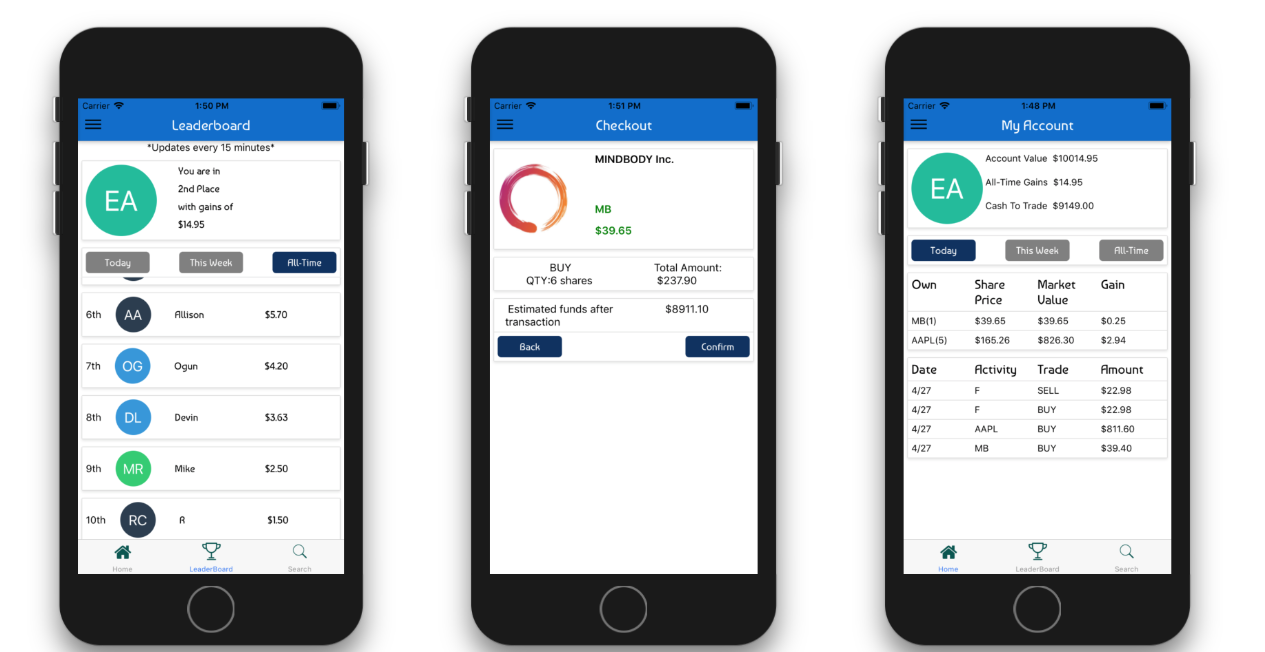 Carrier 1:50 PM
Leaderboard
*Updates every 15 minutes*
EA
You are in
2nd Place
with gains of
$14.95
Today This Week All-Time
6th AA Allison $5.70
7th OG Ogun $4.20
8th DL Devin $3.63
9th MR Mike $2.50
10th RC A $1.50
Home LeaderBoard Search
Carrier 1:51 PM
Checkout
MINDBODY Inc.
MB
$39.65
BUY Total Amount:
QTY:6 shares $237.90
Estimated funds after $8911.10
transaction
Back Confirm
Carrier 1:48 PM
My Account
EA
Account Value $10014.95
All-Time Gains $14.95
Cash To Trade $9149.00
Today This Week All-Time
Own Share Market Gain
Price Value
MB(1) $39.65 $39.65 $0.25
AAPL(5) $165.26 $826.30 $2.94
Date Activity Trade Amount
4/27 F SELL $22.98
4/27 F BUY $22.98
4/27 AAPL BUY $811.60
4/27 MB BUY $39.40
Home LeaderBoard Search